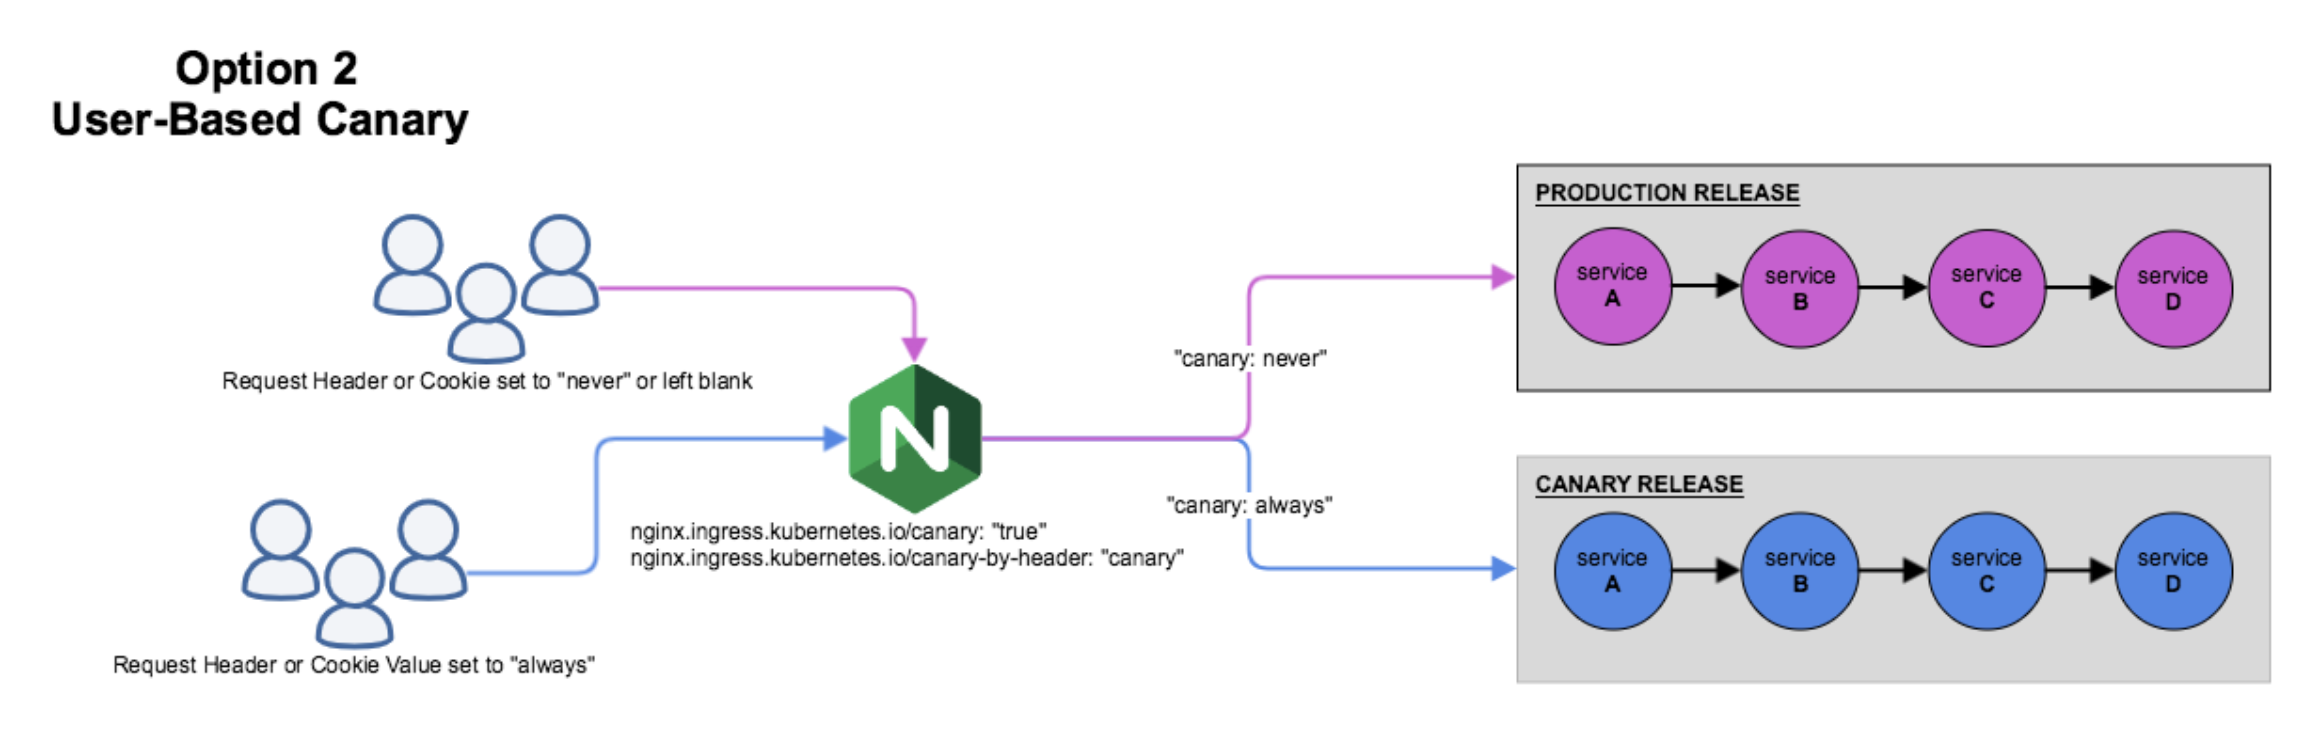 Option 2
User-Based Canary
Request Header or Cookie set to "never" or left blank
Request Header or Cookie Value set to "always"
N
nginx.ingress.kubernetes.io/canary: "true"
nginx.ingress.kubernetes.io/canary-by-header: "canary"
"canary: never"
"canary: always"
PRODUCTION RELEASE
service
A
service
B
service
C
service
D
CANARY RELEASE
service
A
service
B
service
C
service
D